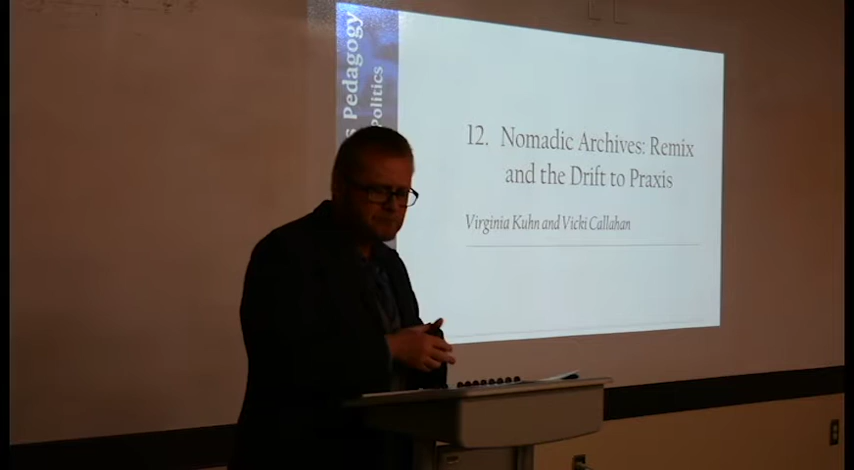 s Pedagogy
Politics
12. Nomadic Archives: Remix
and the Drift to Praxis
Virginia Kuhn and Vicki Callahan